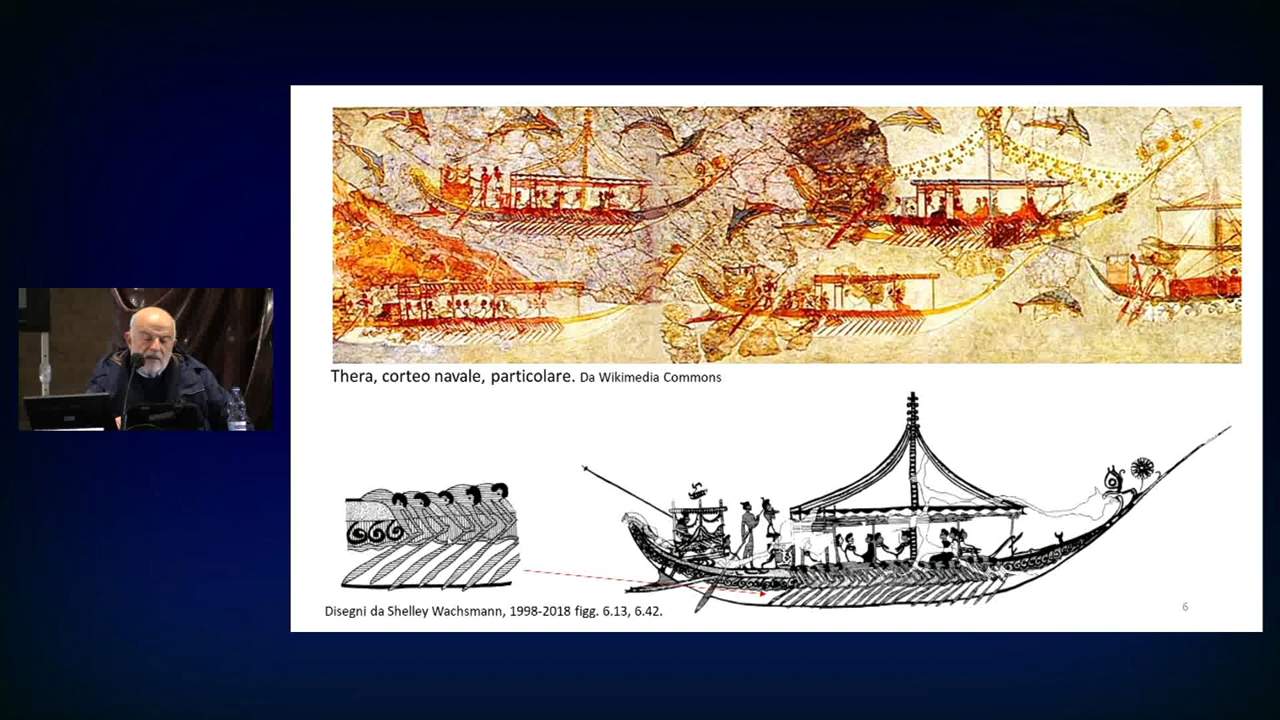 Thera, corteo navale, particolare. Da Wikimedia Commons
Disegni da Shelley Wachsmann, 1998-2018 figg. 6.13, 6.42.
6